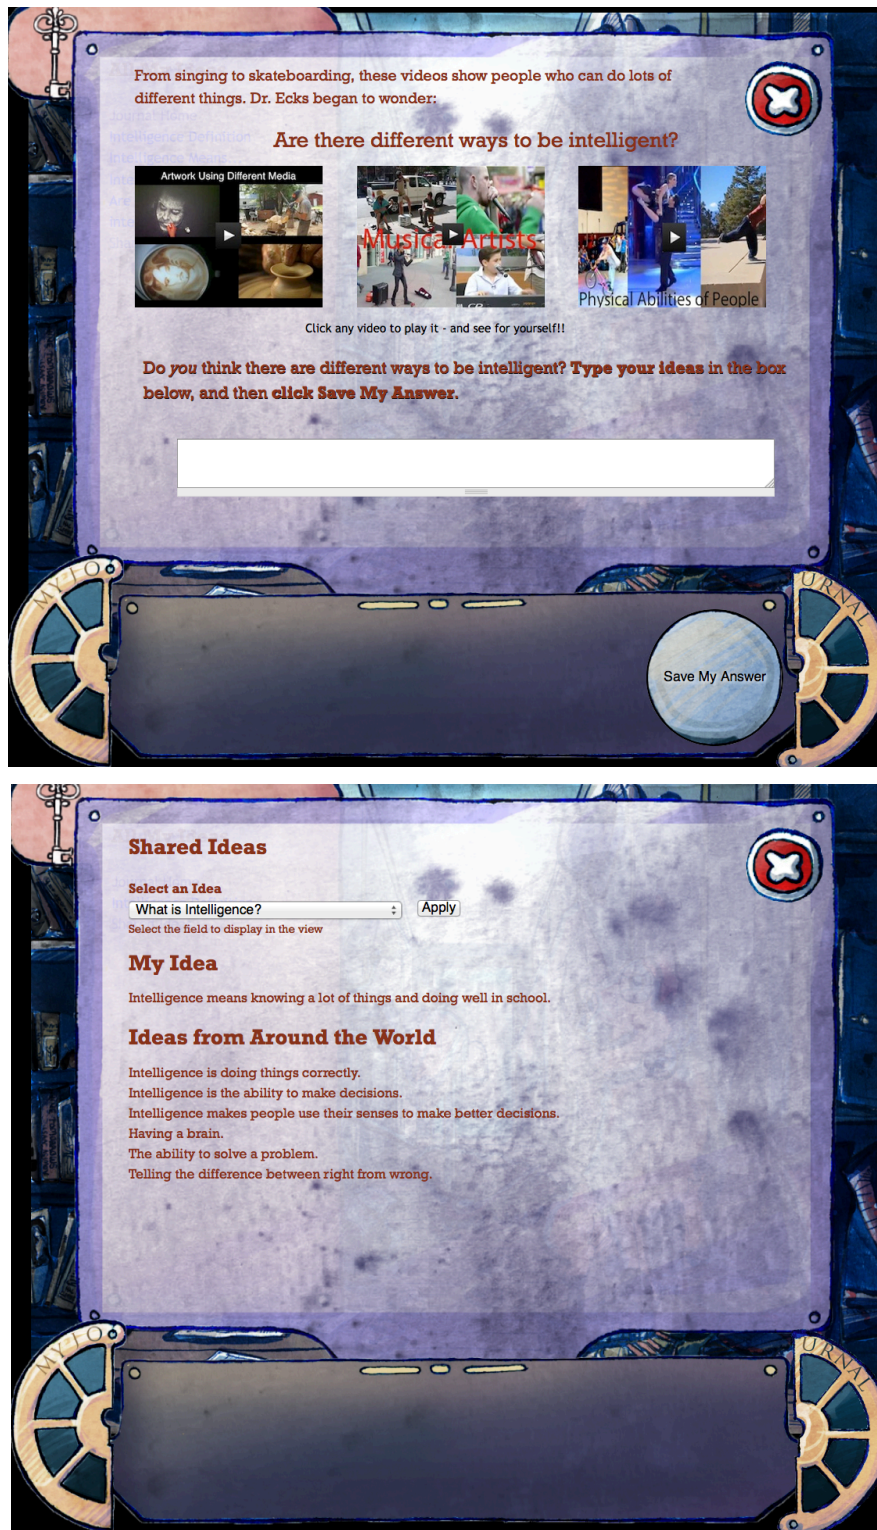 From singing to skateboarding, these videos show people who can do lots of
different things. Dr. Ecks began to wonder:
Journal Home
Intelligence Definition
Are there different ways to be intelligent?
Artwork Using Different Media
Musical Artists
Physical Abilities of People
Click any video to play it - and see for yourself!!
Do you think there are different ways to be intelligent? Type your ideas in the box
below, and then click Save My Answer.
MY FO
URNAL
Save My Answer
Shared Ideas
Select an Idea
What is Intelligence?
Apply
Select the field to display in the view
My Idea
Intelligence means knowing a lot of things and doing well in school.
Ideas from Around the World
Intelligence is doing things correctly.
Intelligence is the ability to make decisions.
Intelligence makes people use their senses to make better decisions.
Having a brain.
The ability to solve a problem.
Telling the difference between right from wrong.
MY FO
URNAL